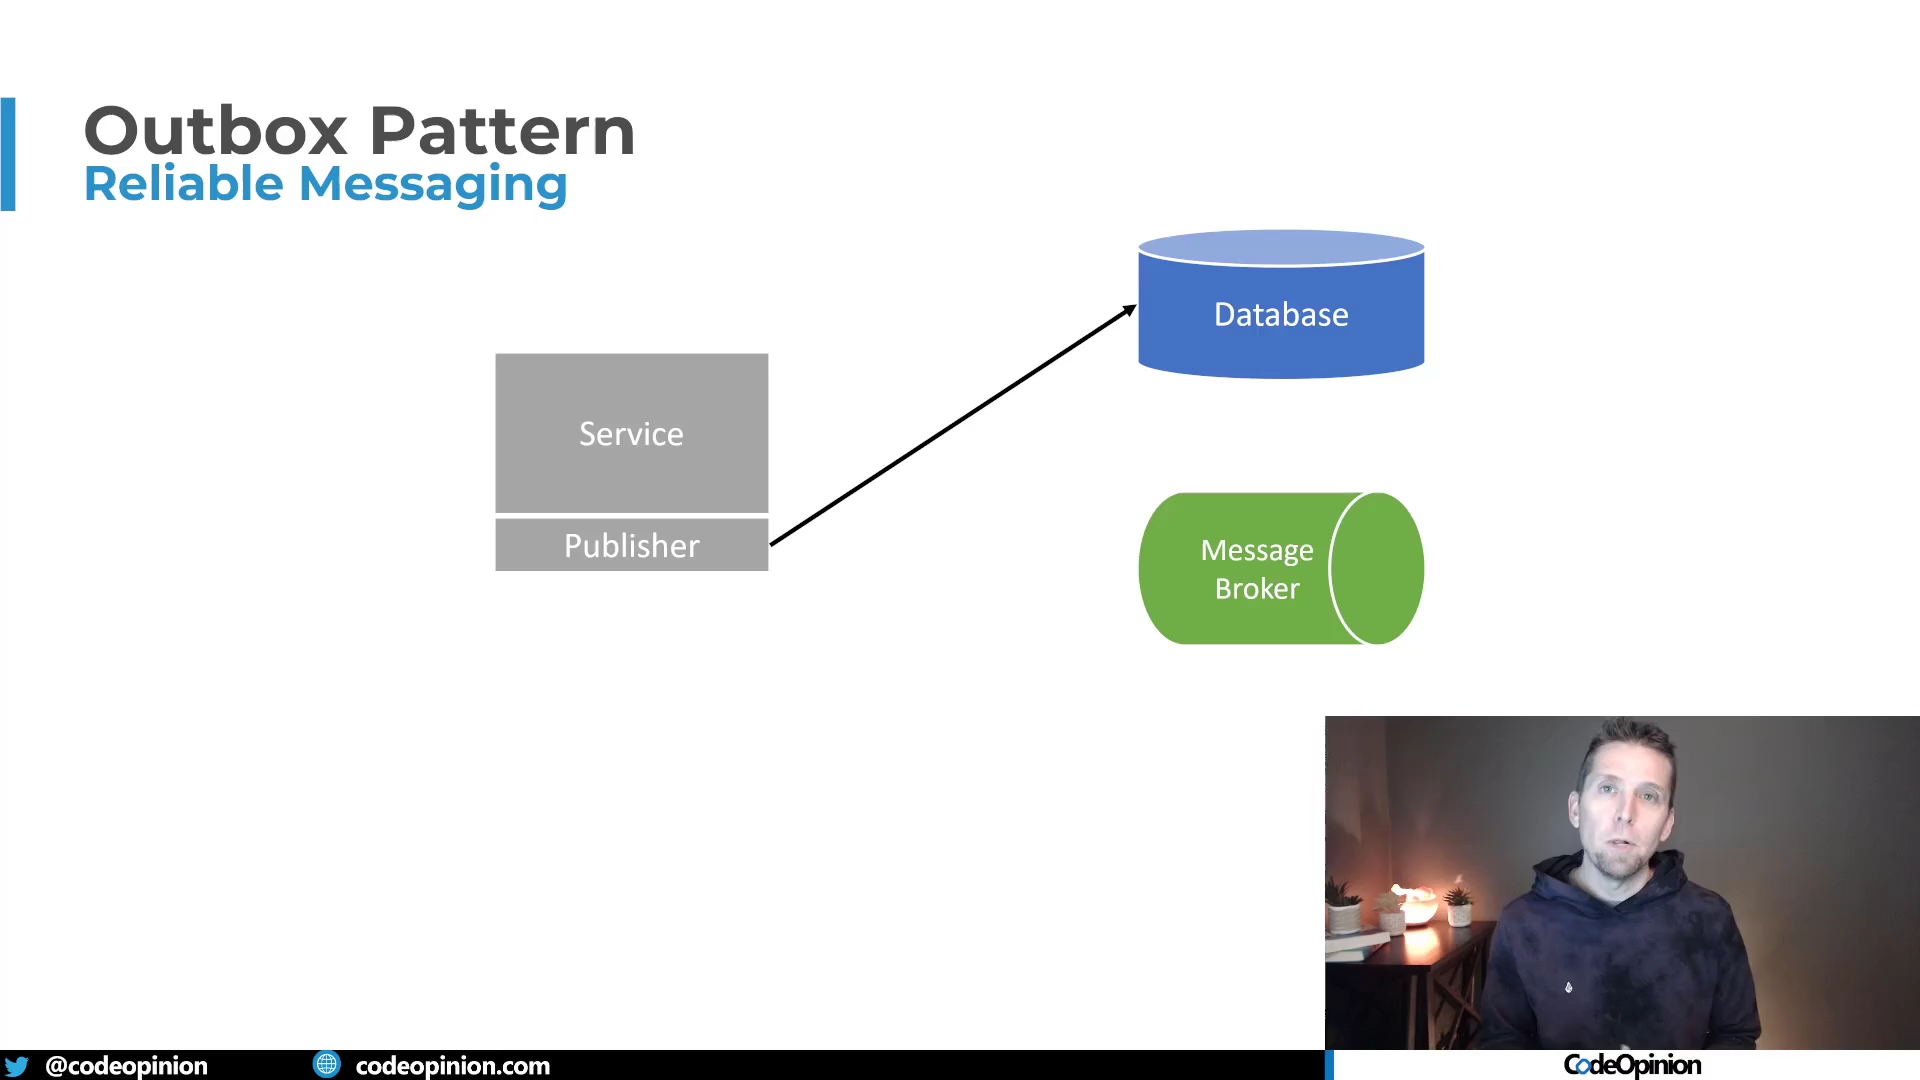 Outbox Pattern
Reliable Messaging
Database
Service
Publisher
Message
Broker
@codeopinion
codeopinion.com
CodeOpinion